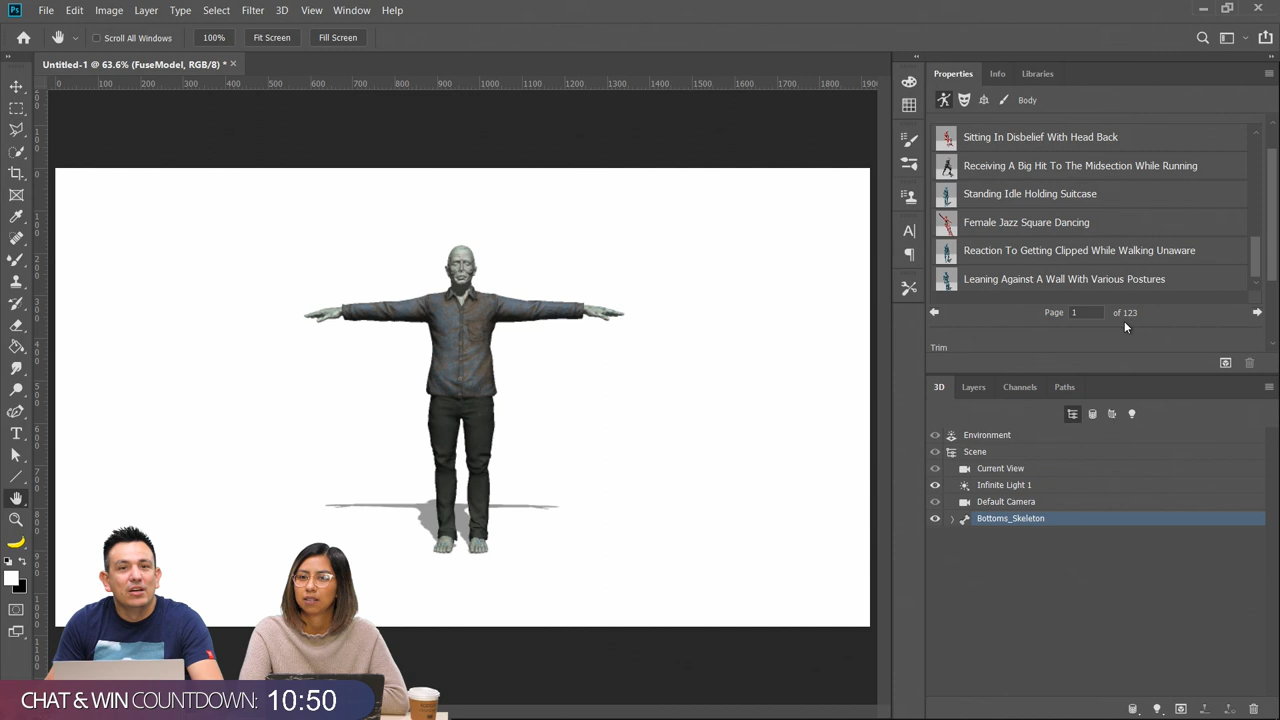 Ps File Edit Image Layer Type Select Filter 3D View Window Help
Scroll All Windows 100% Fit Screen Fill Screen
Untitled-1 @ 63.6% (FuseModel, RGB/8) *
0 100 200 300 400 500 600 700 800 900 1000 1100 1200 1300 1400 1500 1600 1700 1800 1900
Properties Info Libraries
Body
Sitting In Disbelief With Head Back
Receiving A Big Hit To The Midsection While Running
Standing Idle Holding Suitcase
Female Jazz Square Dancing
Reaction To Getting Clipped While Walking Unaware
Leaning Against A Wall With Various Postures
Page 1 of 123
Trim
3D Layers Channels Paths
Environment
Scene
Current View
Infinite Light 1
Default Camera
Bottoms_Skeleton
CHAT & WIN COUNTDOWN: 10:50